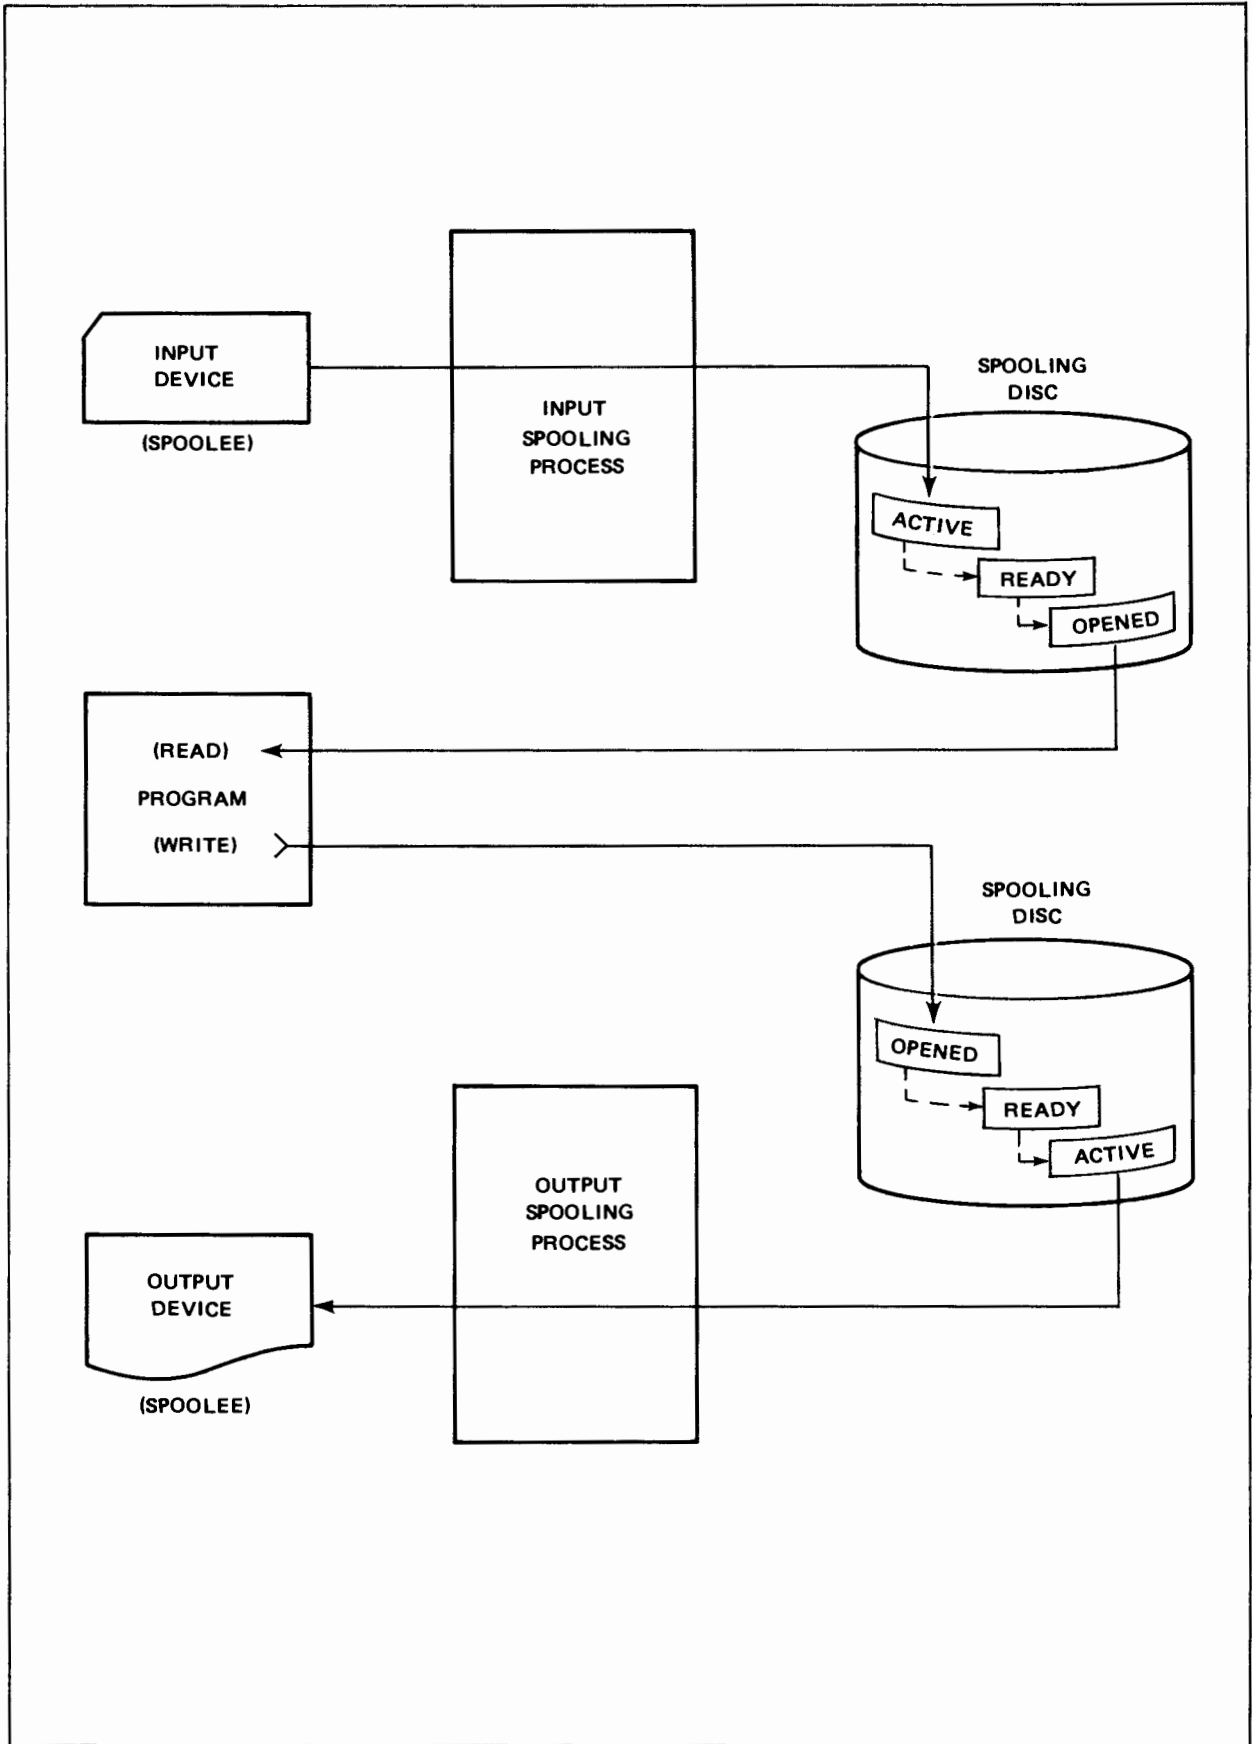 INPUT
DEVICE
(SPOOLEE)
INPUT
SPOOLING
PROCESS
SPOOLING
DISC
ACTIVE
READY
OPENED
(READ)
PROGRAM
(WRITE)
SPOOLING
DISC
OPENED
READY
ACTIVE
OUTPUT
SPOOLING
PROCESS
OUTPUT
DEVICE
(SPOOLEE)